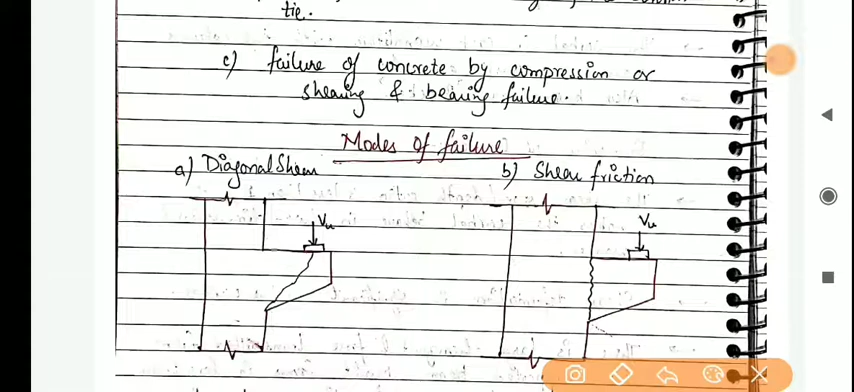 tie.
c) failure of concrete by compression or
shearing & bearing failure.
Modes of failure
a) Diagonal Shear
b) Shear friction
Vu
Vu